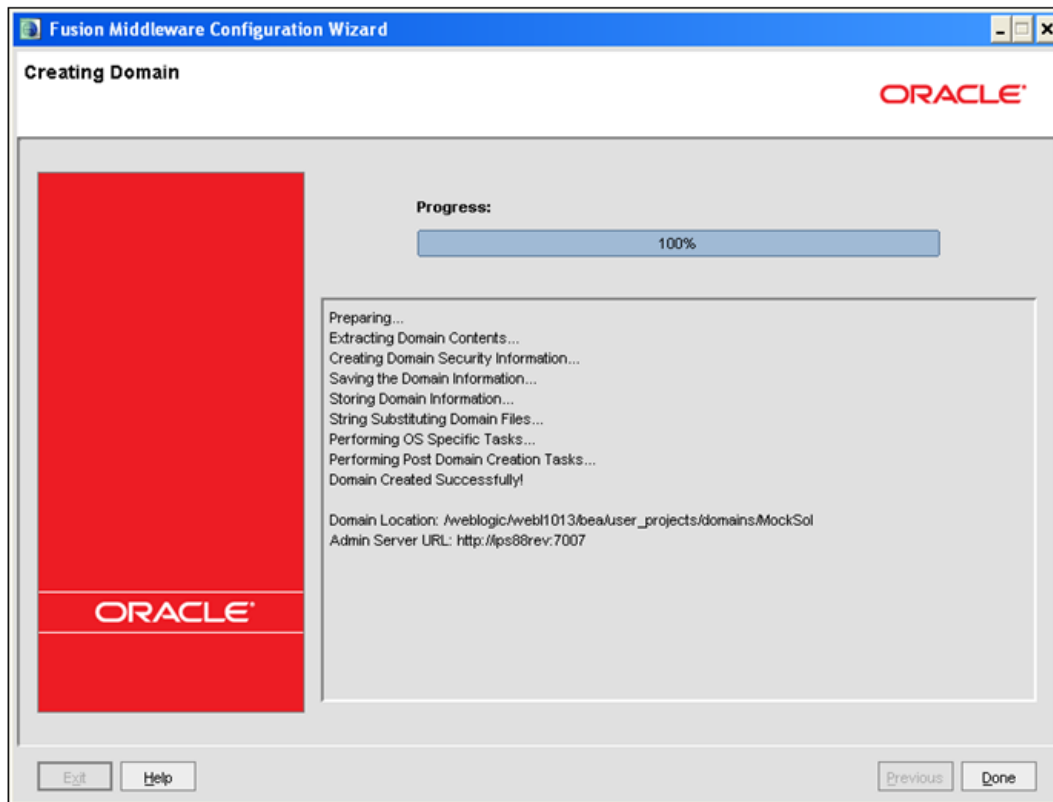 Fusion Middleware Configuration Wizard
Creating Domain
ORACLE
Progress:
100%
Preparing...
Extracting Domain Contents...
Creating Domain Security Information...
Saving the Domain Information...
Storing Domain Information...
String Substituting Domain Files...
Performing OS Specific Tasks...
Performing Post Domain Creation Tasks...
Domain Created Successfully!
Domain Location: /weblogic/webl1013/bea/user_projects/domains/MockSol
Admin Server URL: http://ips88rev:7007
ORACLE
Exit Help Previous Done